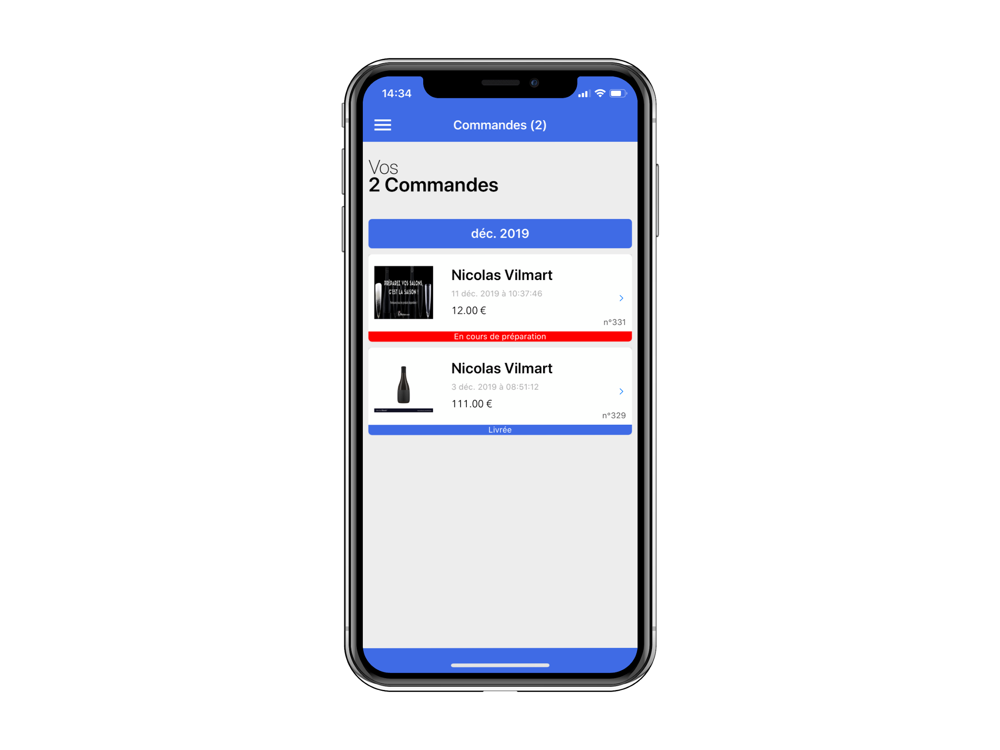 14:34
Commandes (2)
Vos
2 Commandes
déc. 2019
PRÉPAREZ VOS SALONS,
C'EST LA SAISON !
Nicolas Vilmart
11 déc. 2019 à 10:37:46
12.00 €
n°331
En cours de préparation
Nicolas Vilmart
3 déc. 2019 à 08:51:12
111.00 €
n°329
Livrée